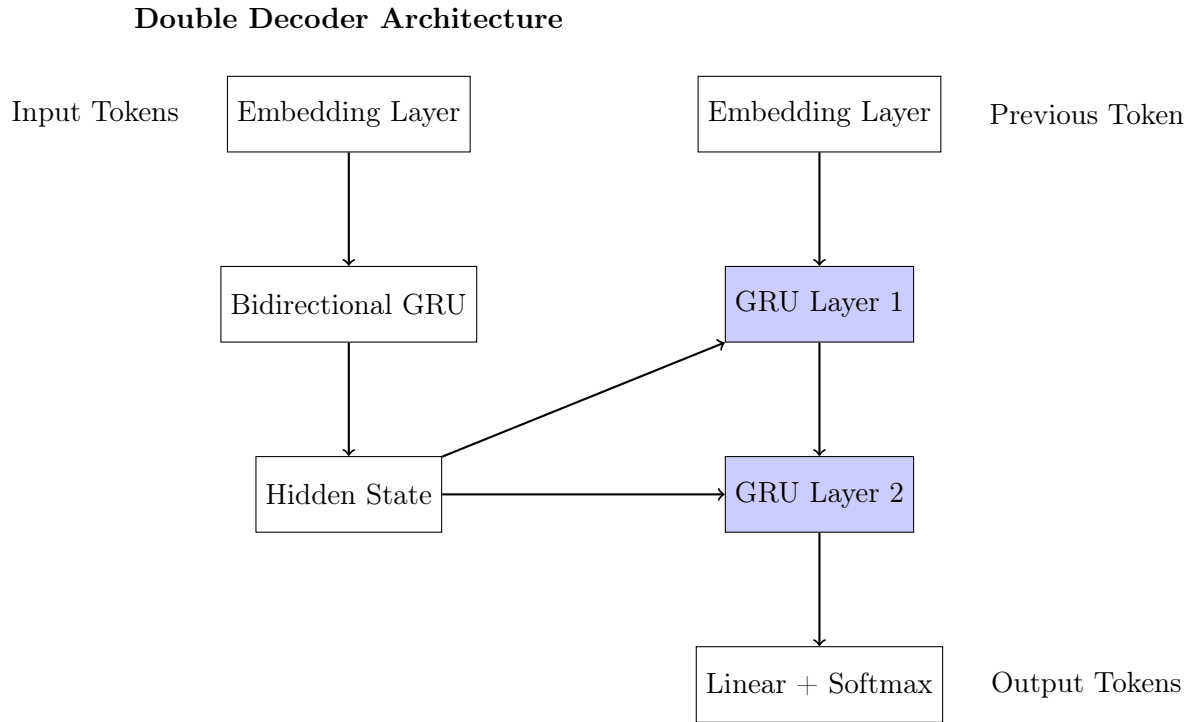 Double Decoder Architecture
Input Tokens
Embedding Layer
Embedding Layer
Previous Token
Bidirectional GRU
GRU Layer 1
Hidden State
GRU Layer 2
Linear + Softmax
Output Tokens